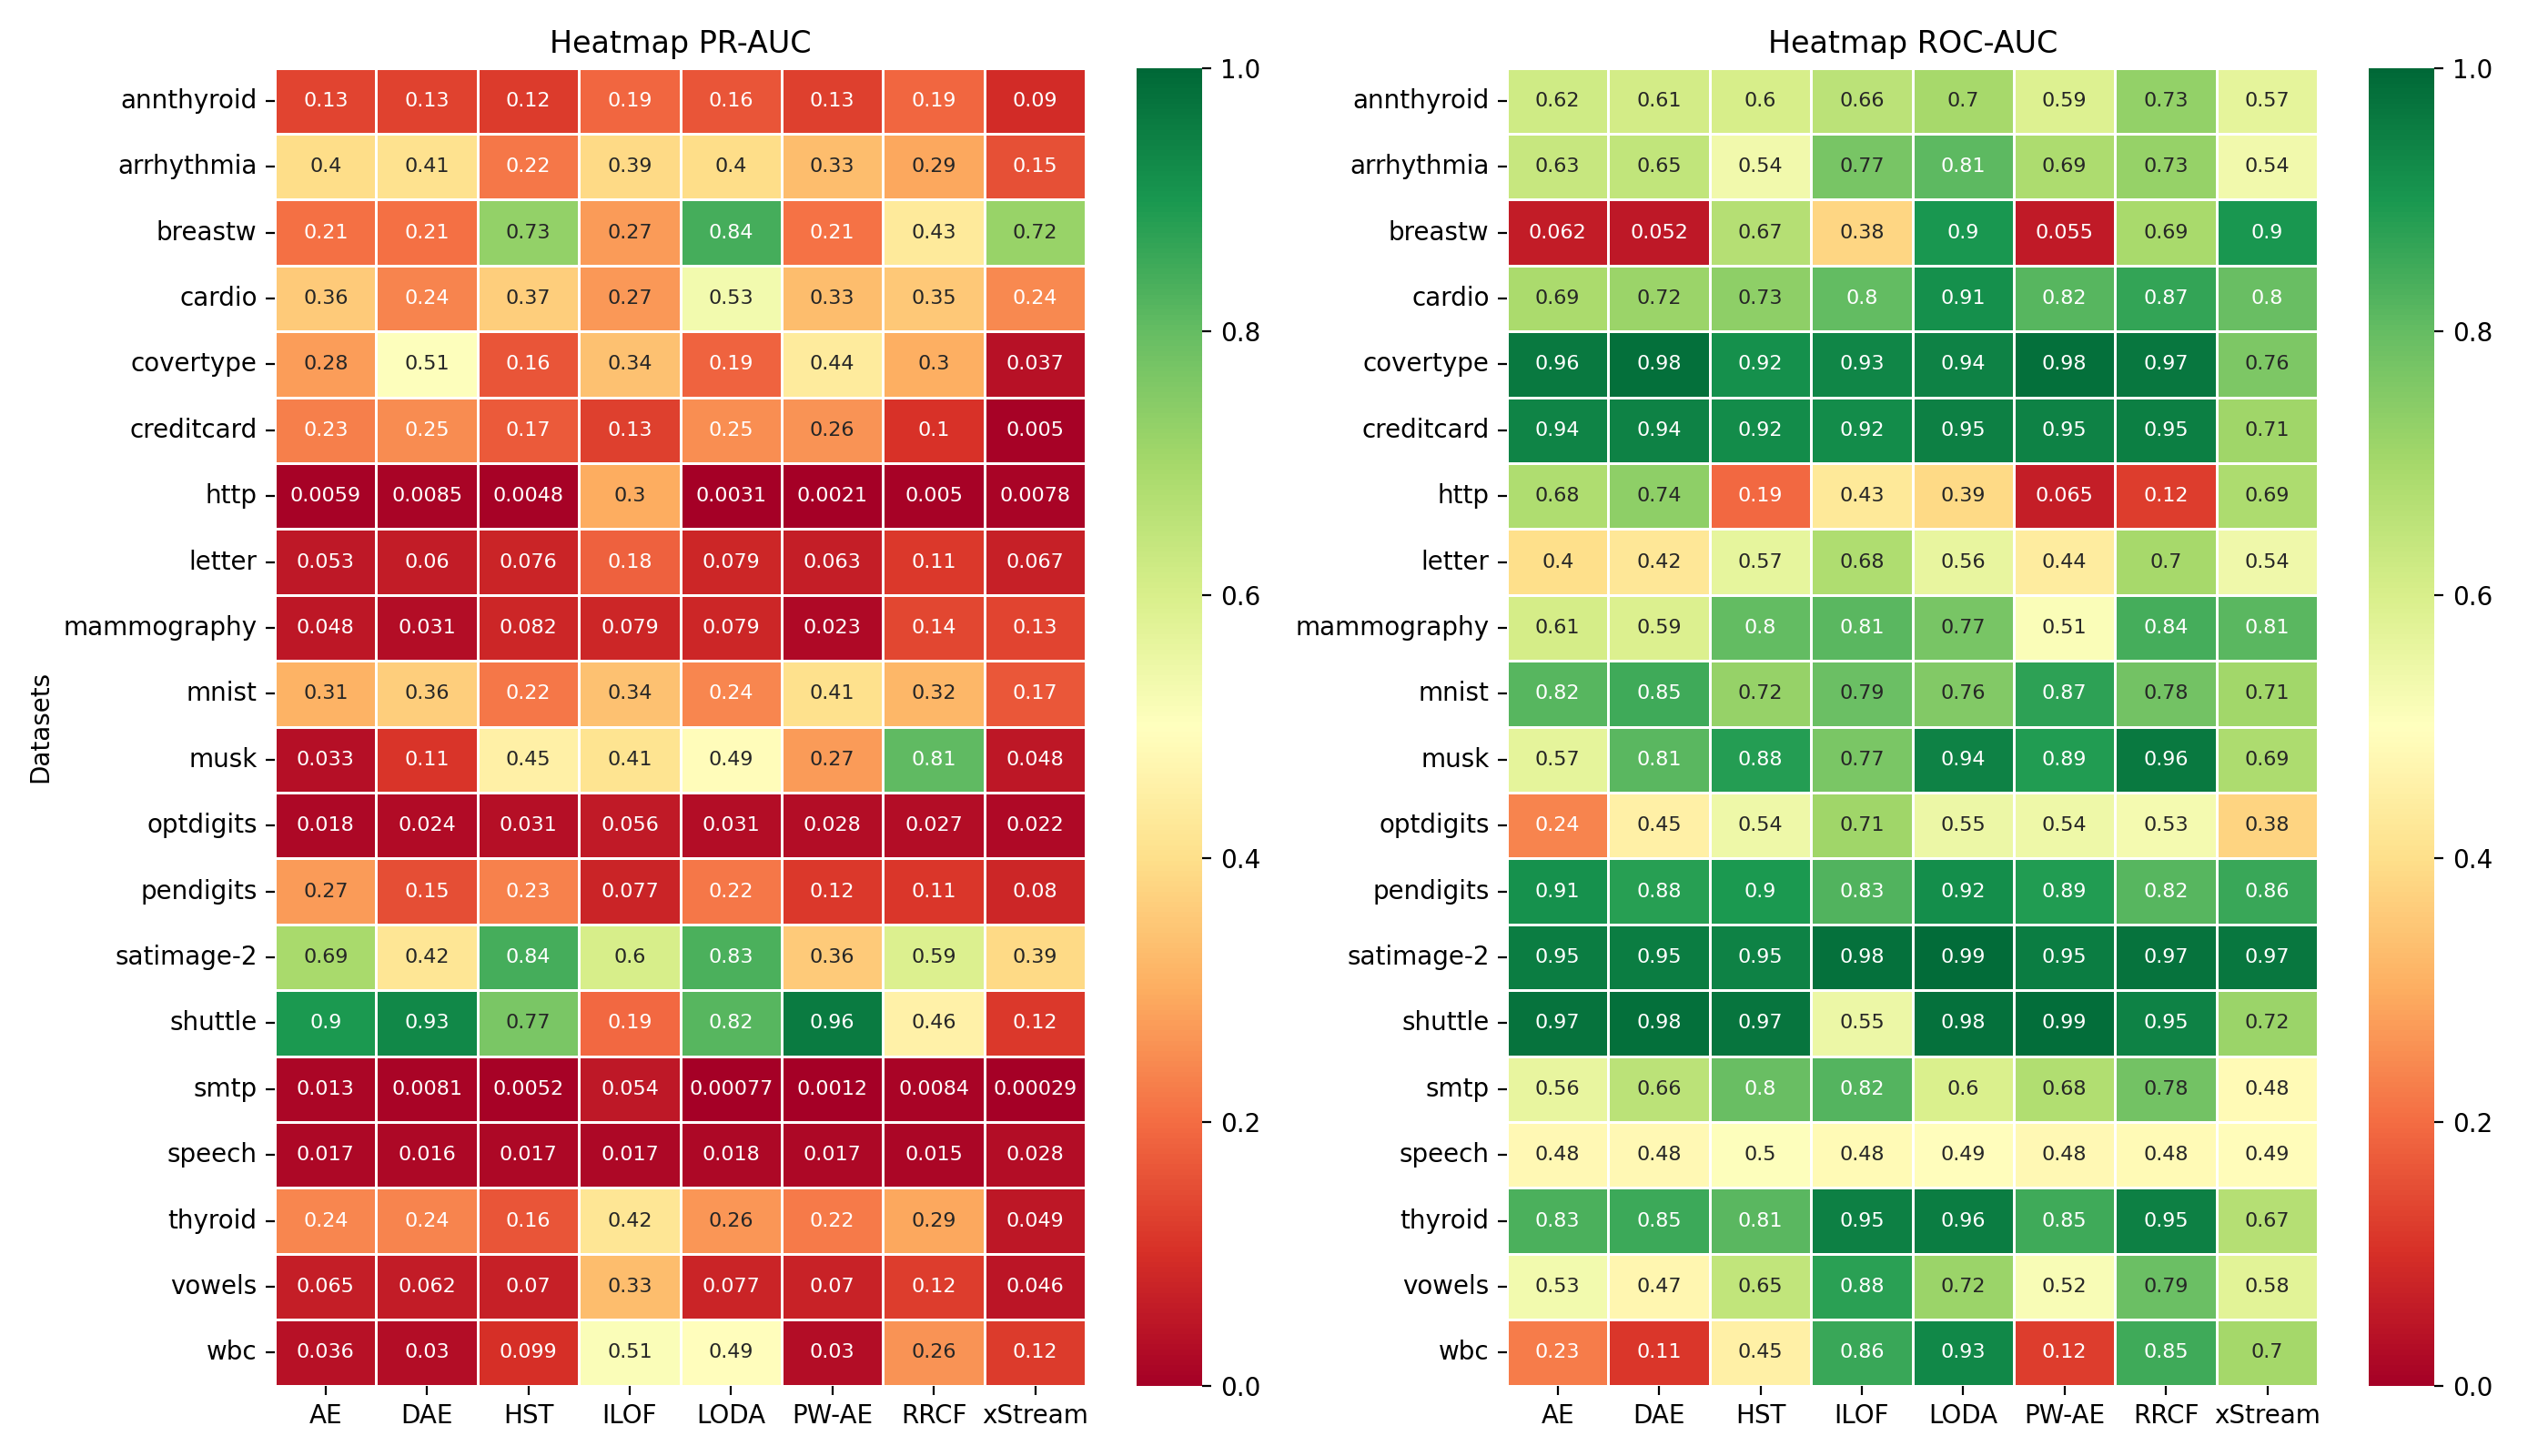 Heatmap PR-AUC
Datasets
annthyroid 0.13 0.13 0.12 0.19 0.16 0.13 0.19 0.09
arrhythmia 0.4 0.41 0.22 0.39 0.4 0.33 0.29 0.15
breastw 0.21 0.21 0.73 0.27 0.84 0.21 0.43 0.72
cardio 0.36 0.24 0.37 0.27 0.53 0.33 0.35 0.24
covertype 0.28 0.51 0.16 0.34 0.19 0.44 0.3 0.037
creditcard 0.23 0.25 0.17 0.13 0.25 0.26 0.1 0.005
http 0.0059 0.0085 0.0048 0.3 0.0031 0.0021 0.005 0.0078
letter 0.053 0.06 0.076 0.18 0.079 0.063 0.11 0.067
mammography 0.048 0.031 0.082 0.079 0.079 0.023 0.14 0.13
mnist 0.31 0.36 0.22 0.34 0.24 0.41 0.32 0.17
musk 0.033 0.11 0.45 0.41 0.49 0.27 0.81 0.048
optdigits 0.018 0.024 0.031 0.056 0.031 0.028 0.027 0.022
pendigits 0.27 0.15 0.23 0.077 0.22 0.12 0.11 0.08
satimage-2 0.69 0.42 0.84 0.6 0.83 0.36 0.59 0.39
shuttle 0.9 0.93 0.77 0.19 0.82 0.96 0.46 0.12
smtp 0.013 0.0081 0.0052 0.054 0.00077 0.0012 0.0084 0.00029
speech 0.017 0.016 0.017 0.017 0.018 0.017 0.015 0.028
thyroid 0.24 0.24 0.16 0.42 0.26 0.22 0.29 0.049
vowels 0.065 0.062 0.07 0.33 0.077 0.07 0.12 0.046
wbc 0.036 0.03 0.099 0.51 0.49 0.03 0.26 0.12
AE DAE HST ILOF LODA PW-AE RRCF xStream
1.0
0.8
0.6
0.4
0.2
0.0
Heatmap ROC-AUC
annthyroid 0.62 0.61 0.6 0.66 0.7 0.59 0.73 0.57
arrhythmia 0.63 0.65 0.54 0.77 0.81 0.69 0.73 0.54
breastw 0.062 0.052 0.67 0.38 0.9 0.055 0.69 0.9
cardio 0.69 0.72 0.73 0.8 0.91 0.82 0.87 0.8
covertype 0.96 0.98 0.92 0.93 0.94 0.98 0.97 0.76
creditcard 0.94 0.94 0.92 0.92 0.95 0.95 0.95 0.71
http 0.68 0.74 0.19 0.43 0.39 0.065 0.12 0.69
letter 0.4 0.42 0.57 0.68 0.56 0.44 0.7 0.54
mammography 0.61 0.59 0.8 0.81 0.77 0.51 0.84 0.81
mnist 0.82 0.85 0.72 0.79 0.76 0.87 0.78 0.71
musk 0.57 0.81 0.88 0.77 0.94 0.89 0.96 0.69
optdigits 0.24 0.45 0.54 0.71 0.55 0.54 0.53 0.38
pendigits 0.91 0.88 0.9 0.83 0.92 0.89 0.82 0.86
satimage-2 0.95 0.95 0.95 0.98 0.99 0.95 0.97 0.97
shuttle 0.97 0.98 0.97 0.55 0.98 0.99 0.95 0.72
smtp 0.56 0.66 0.8 0.82 0.6 0.68 0.78 0.48
speech 0.48 0.48 0.5 0.48 0.49 0.48 0.48 0.49
thyroid 0.83 0.85 0.81 0.95 0.96 0.85 0.95 0.67
vowels 0.53 0.47 0.65 0.88 0.72 0.52 0.79 0.58
wbc 0.23 0.11 0.45 0.86 0.93 0.12 0.85 0.7
AE DAE HST ILOF LODA PW-AE RRCF xStream
1.0
0.8
0.6
0.4
0.2
0.0